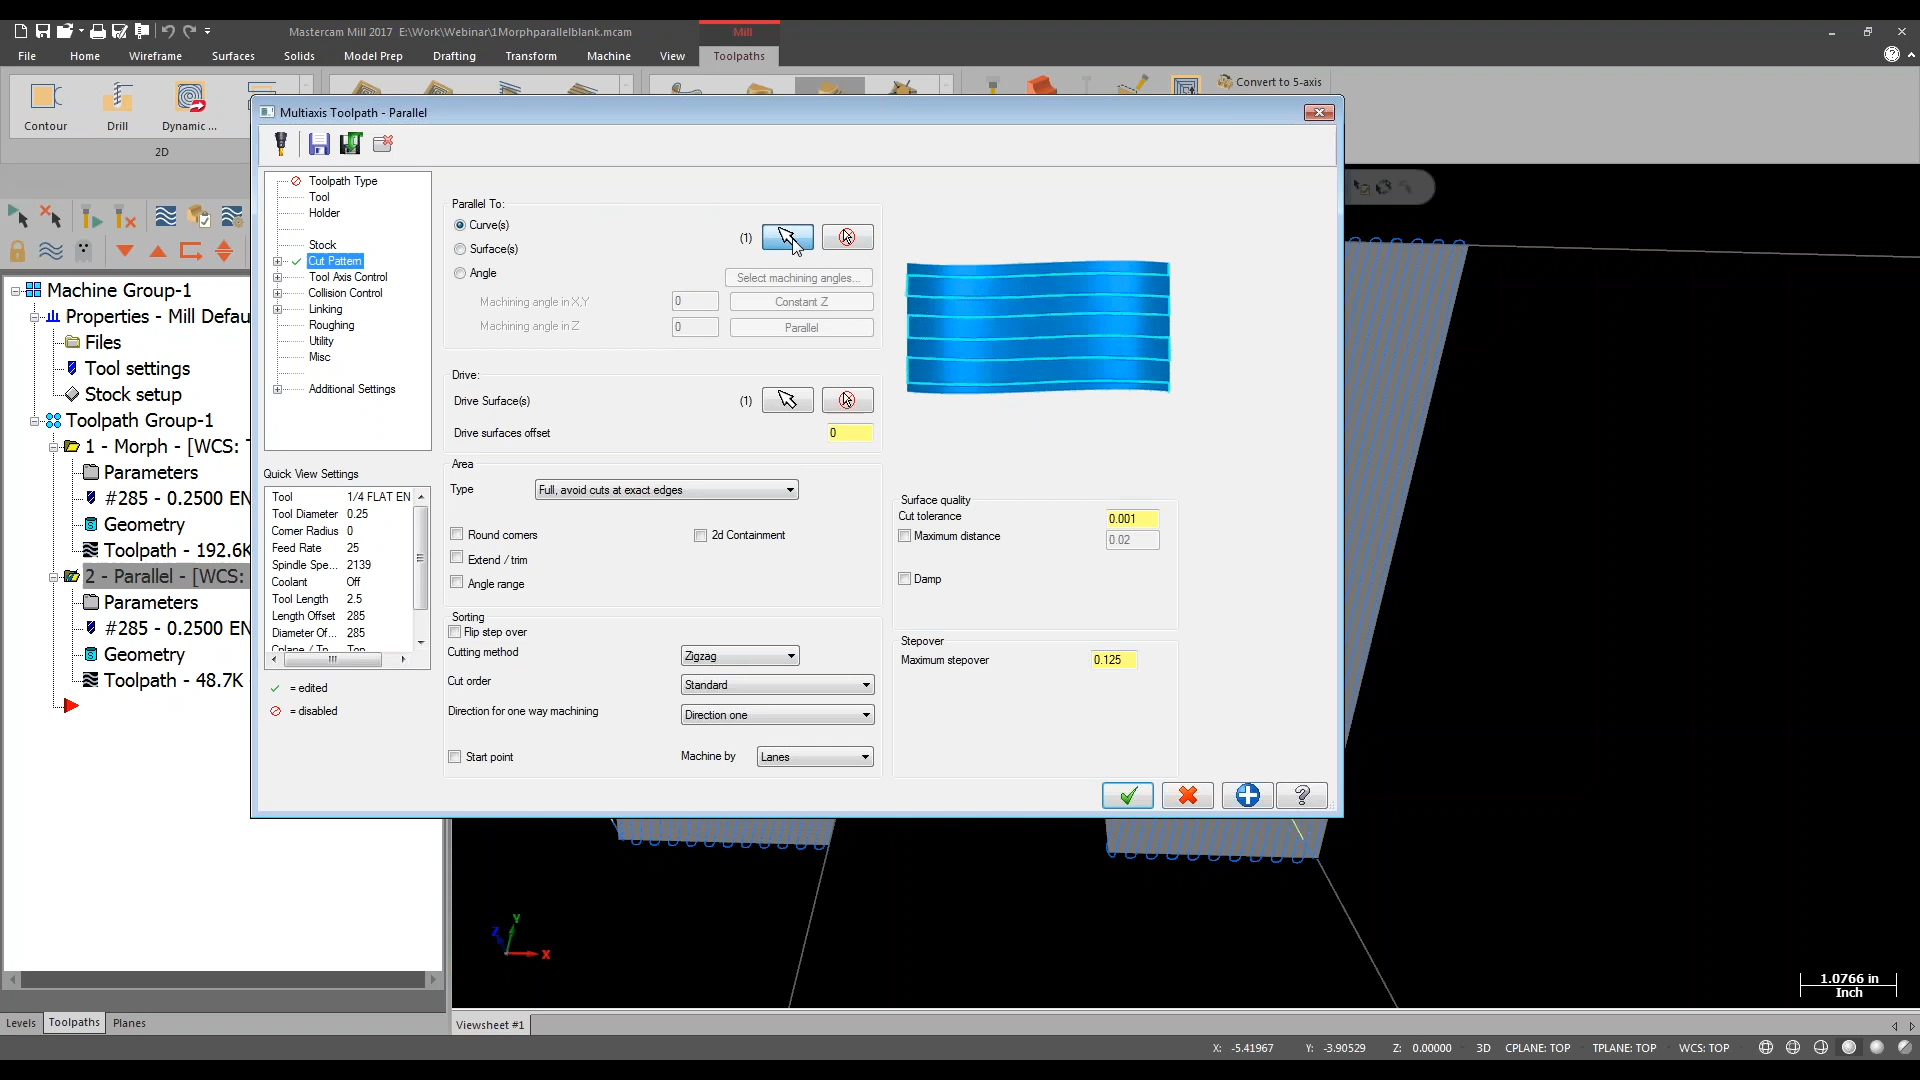 Mastercam Mill 2017  E:\Work\Webinar\1Morphparallelblank.mcam
Mill
File Home Wireframe Surfaces Solids Model Prep Drafting Transform Machine View Toolpaths
Convert to 5-axis
Contour Drill Dynamic ...
2D
Multiaxis Toolpath - Parallel
Toolpath Type
Tool
Holder
Stock
Cut Pattern
Tool Axis Control
Collision Control
Linking
Roughing
Utility
Misc
Additional Settings
Quick View Settings
Tool 1/4 FLAT EN
Tool Diameter 0.25
Corner Radius 0
Feed Rate 25
Spindle Spe... 2139
Coolant Off
Tool Length 2.5
Length Offset 285
Diameter Of... 285
Cplane / Tp... Top
= edited
= disabled
Parallel To:
Curve(s)
(1)
Surface(s)
Angle
Select machining angles...
Machining angle in X,Y 0 Constant Z
Machining angle in Z 0 Parallel
Drive:
Drive Surface(s) (1)
Drive surfaces offset 0
Area
Type Full, avoid cuts at exact edges
Round corners 2d Containment
Extend / trim
Angle range
Sorting
Flip step over
Cutting method Zigzag
Cut order Standard
Direction for one way machining Direction one
Start point Machine by Lanes
Surface quality
Cut tolerance 0.001
Maximum distance 0.02
Damp
Stepover
Maximum stepover 0.125
Machine Group-1
Properties - Mill Defau
Files
Tool settings
Stock setup
Toolpath Group-1
1 - Morph - [WCS: T
Parameters
#285 - 0.2500 EN
Geometry
Toolpath - 192.6K
2 - Parallel - [WCS:
Parameters
#285 - 0.2500 EN
Geometry
Toolpath - 48.7K
Y
Z
X
1.0766 in
Inch
Levels Toolpaths Planes
Viewsheet #1
X: -5.41967 Y: -3.90529 Z: 0.00000 3D CPLANE: TOP TPLANE: TOP WCS: TOP